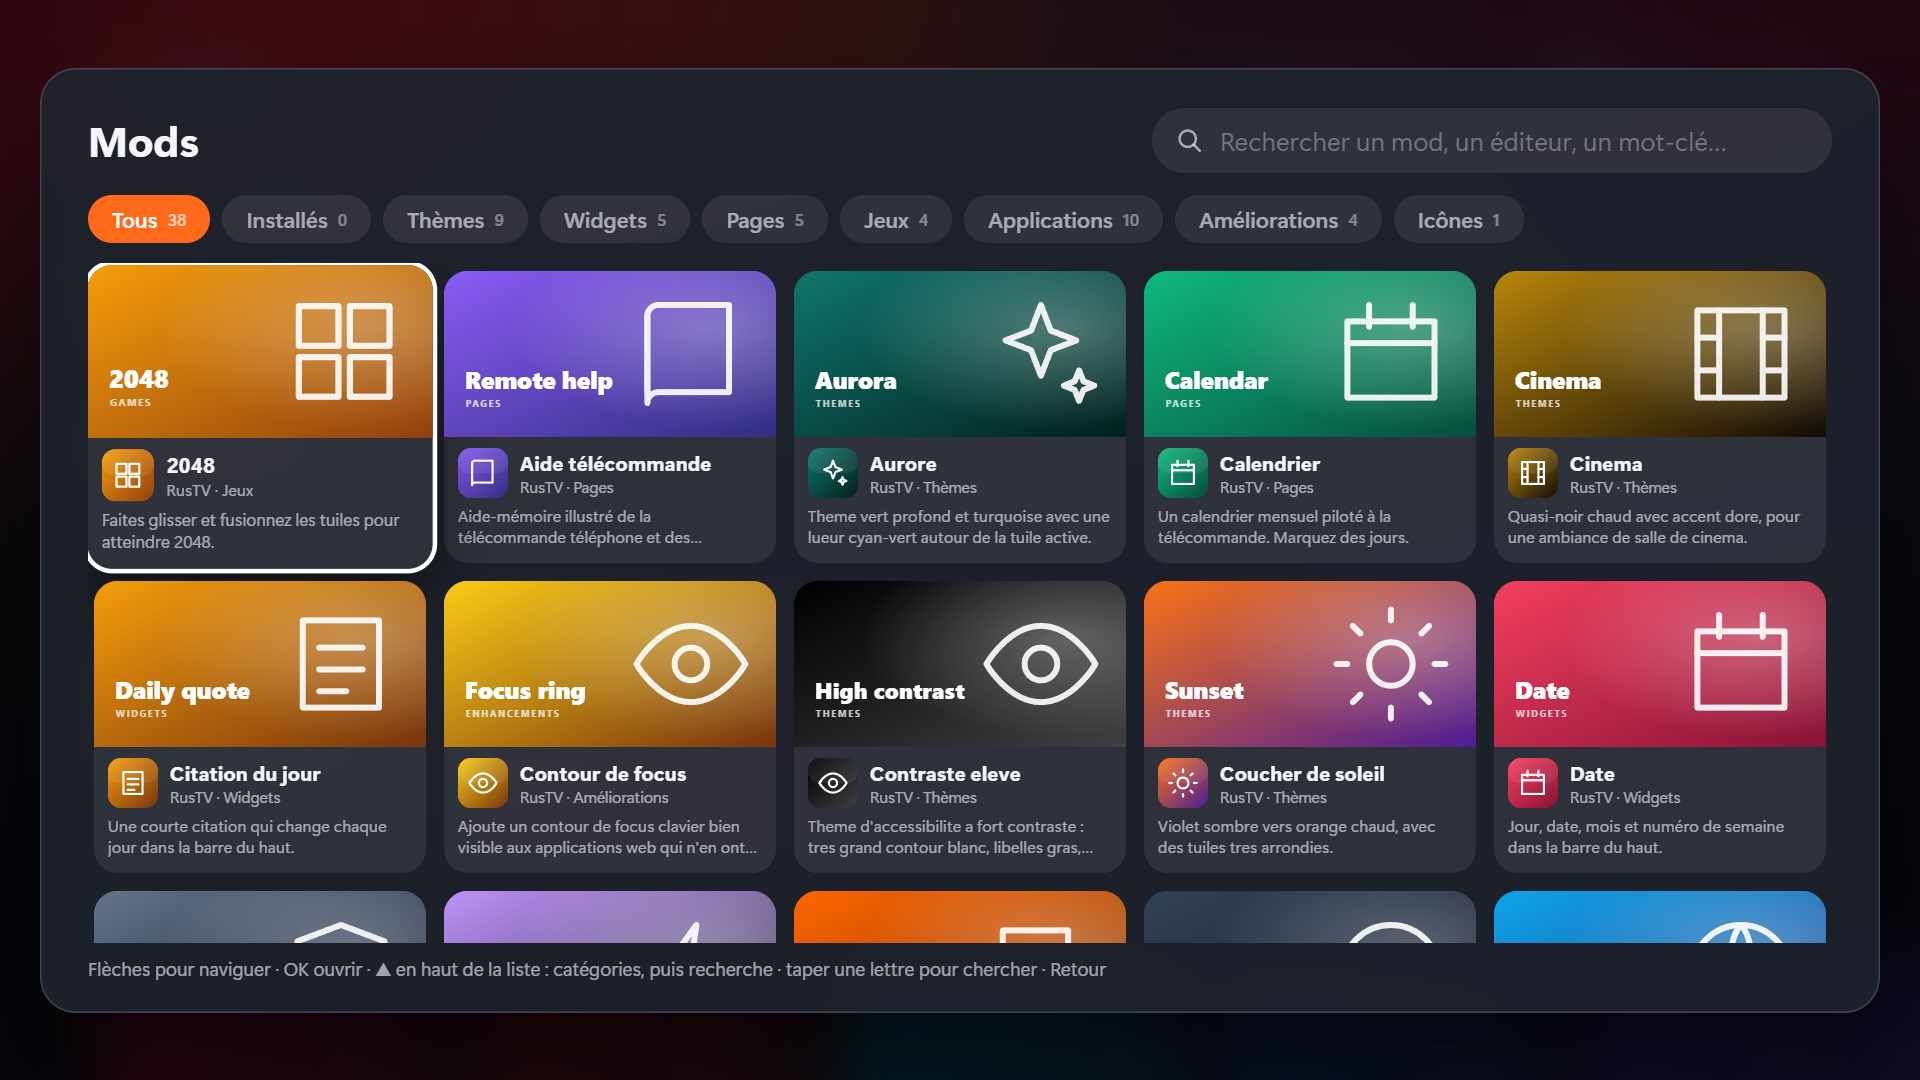 Mods
Rechercher un mod, un éditeur, un mot-clé...
Tous 38
Installés 0
Thèmes 9
Widgets 5
Pages 5
Jeux 4
Applications 10
Améliorations 4
Icônes 1
2048
GAMES
2048
RusTV · Jeux
Faites glisser et fusionnez les tuiles pour
atteindre 2048.
Remote help
PAGES
Aide télécommande
RusTV · Pages
Aide-mémoire illustré de la
télécommande téléphone et des...
Aurora
THEMES
Aurore
RusTV · Thèmes
Theme vert profond et turquoise avec une
lueur cyan-vert autour de la tuile active.
Calendar
PAGES
Calendrier
RusTV · Pages
Un calendrier mensuel piloté à la
télécommande. Marquez des jours.
Cinema
THEMES
Cinema
RusTV · Thèmes
Quasi-noir chaud avec accent dore, pour
une ambiance de salle de cinema.
Daily quote
WIDGETS
Citation du jour
RusTV · Widgets
Une courte citation qui change chaque
jour dans la barre du haut.
Focus ring
ENHANCEMENTS
Contour de focus
RusTV · Améliorations
Ajoute un contour de focus clavier bien
visible aux applications web qui n'en ont...
High contrast
THEMES
Contraste eleve
RusTV · Thèmes
Theme d'accessibilite a fort contraste :
tres grand contour blanc, libelles gras,...
Sunset
THEMES
Coucher de soleil
RusTV · Thèmes
Violet sombre vers orange chaud, avec
des tuiles tres arrondies.
Date
WIDGETS
Date
RusTV · Widgets
Jour, date, mois et numéro de semaine
dans la barre du haut.
Flèches pour naviguer · OK ouvrir · ▲ en haut de la liste : catégories, puis recherche · taper une lettre pour chercher · Retour